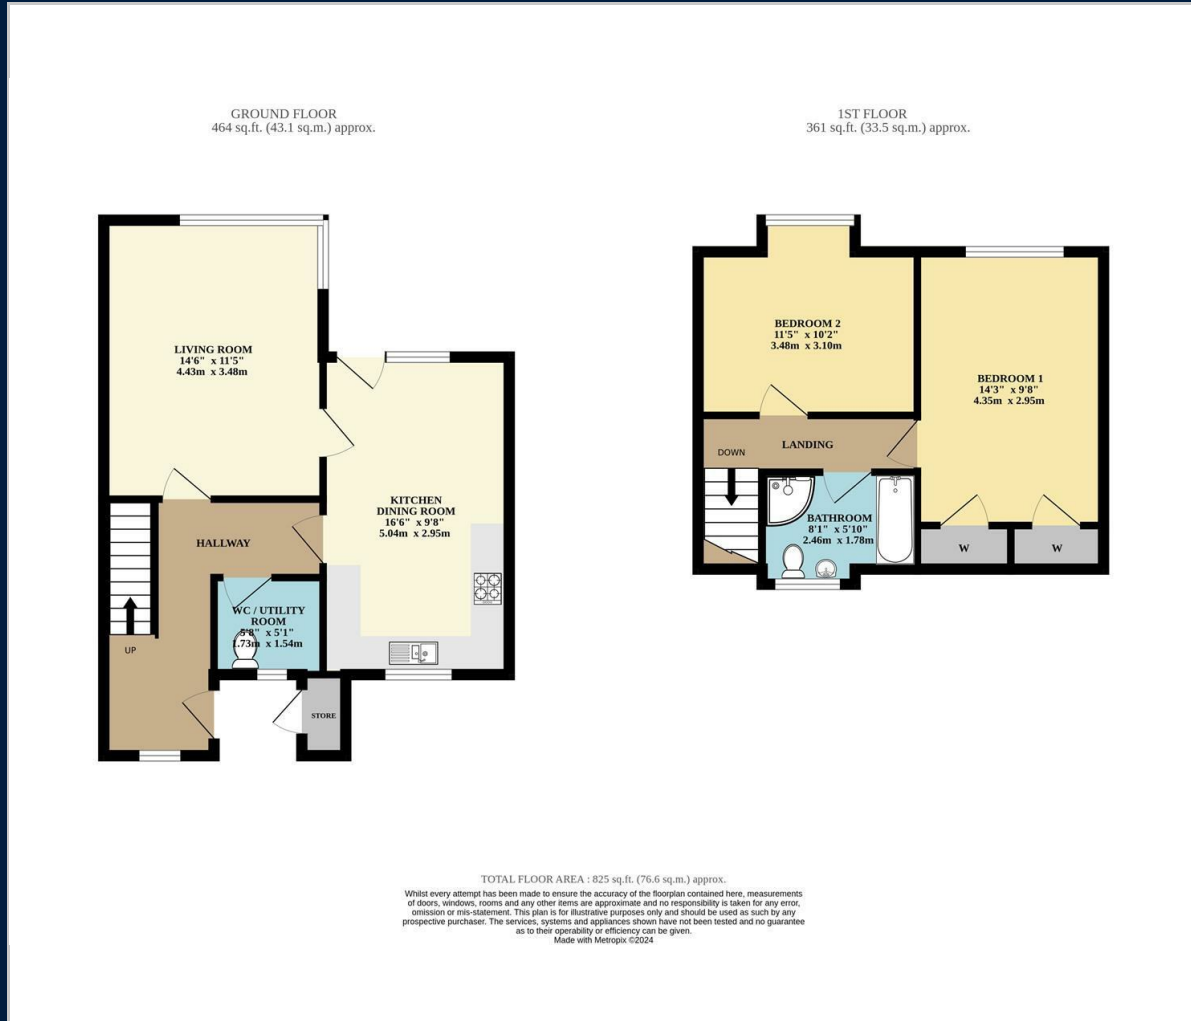 GROUND FLOOR
464 sq.ft. (43.1 sq.m.) approx.
1ST FLOOR
361 sq.ft. (33.5 sq.m.) approx.
LIVING ROOM
14'6" x 11'5"
4.43m x 3.48m
KITCHEN
DINING ROOM
16'6" x 9'8"
5.04m x 2.95m
HALLWAY
WC / UTILITY
ROOM
5'8" x 5'1"
1.73m x 1.54m
UP
STORE
BEDROOM 2
11'5" x 10'2"
3.48m x 3.10m
BEDROOM 1
14'3" x 9'8"
4.35m x 2.95m
LANDING
DOWN
BATHROOM
8'1" x 5'10"
2.46m x 1.78m
W
W
TOTAL FLOOR AREA : 825 sq.ft. (76.6 sq.m.) approx.
Whilst every attempt has been made to ensure the accuracy of the floorplan contained here, measurements
of doors, windows, rooms and any other items are approximate and no responsibility is taken for any error,
omission or mis-statement. This plan is for illustrative purposes only and should be used as such by any
prospective purchaser. The services, systems and appliances shown have not been tested and no guarantee
as to their operability or efficiency can be given.
Made with Metropix ©2024